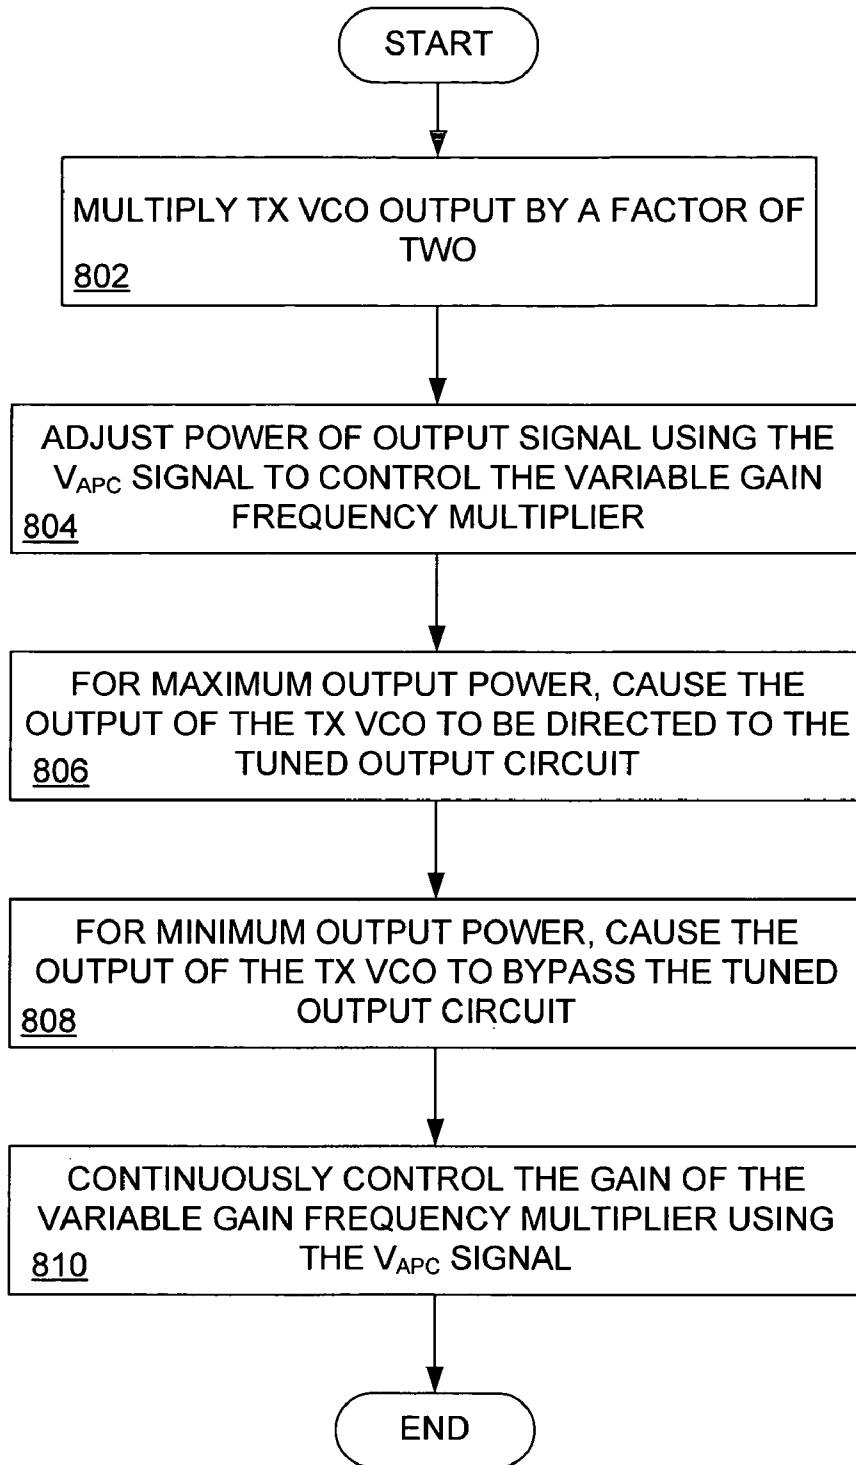 START
MULTIPLY TX VCO OUTPUT BY A FACTOR OF
TWO
802
ADJUST POWER OF OUTPUT SIGNAL USING THE
VAPC SIGNAL TO CONTROL THE VARIABLE GAIN
FREQUENCY MULTIPLIER
804
FOR MAXIMUM OUTPUT POWER, CAUSE THE
OUTPUT OF THE TX VCO TO BE DIRECTED TO THE
TUNED OUTPUT CIRCUIT
806
FOR MINIMUM OUTPUT POWER, CAUSE THE
OUTPUT OF THE TX VCO TO BYPASS THE TUNED
OUTPUT CIRCUIT
808
CONTINUOUSLY CONTROL THE GAIN OF THE
VARIABLE GAIN FREQUENCY MULTIPLIER USING
THE VAPC SIGNAL
810
END